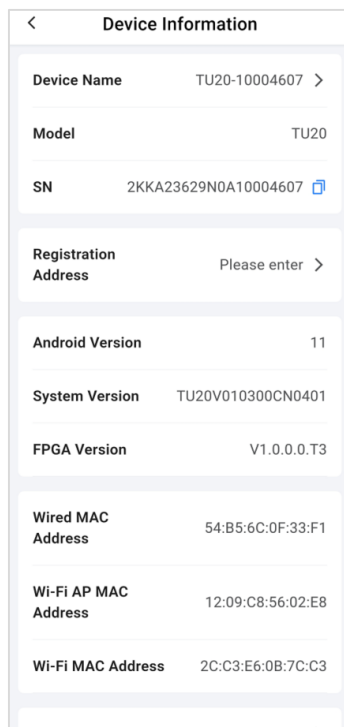 Device Information
Device Name TU20-10004607
Model TU20
SN 2KKA23629N0A10004607
Registration
Address Please enter
Android Version 11
System Version TU20V010300CN0401
FPGA Version V1.0.0.T3
Wired MAC
Address 54:B5:6C:0F:33:F1
Wi-Fi AP MAC
Address 12:09:C8:56:02:E8
Wi-Fi MAC Address 2C:C3:E6:0B:7C:C3